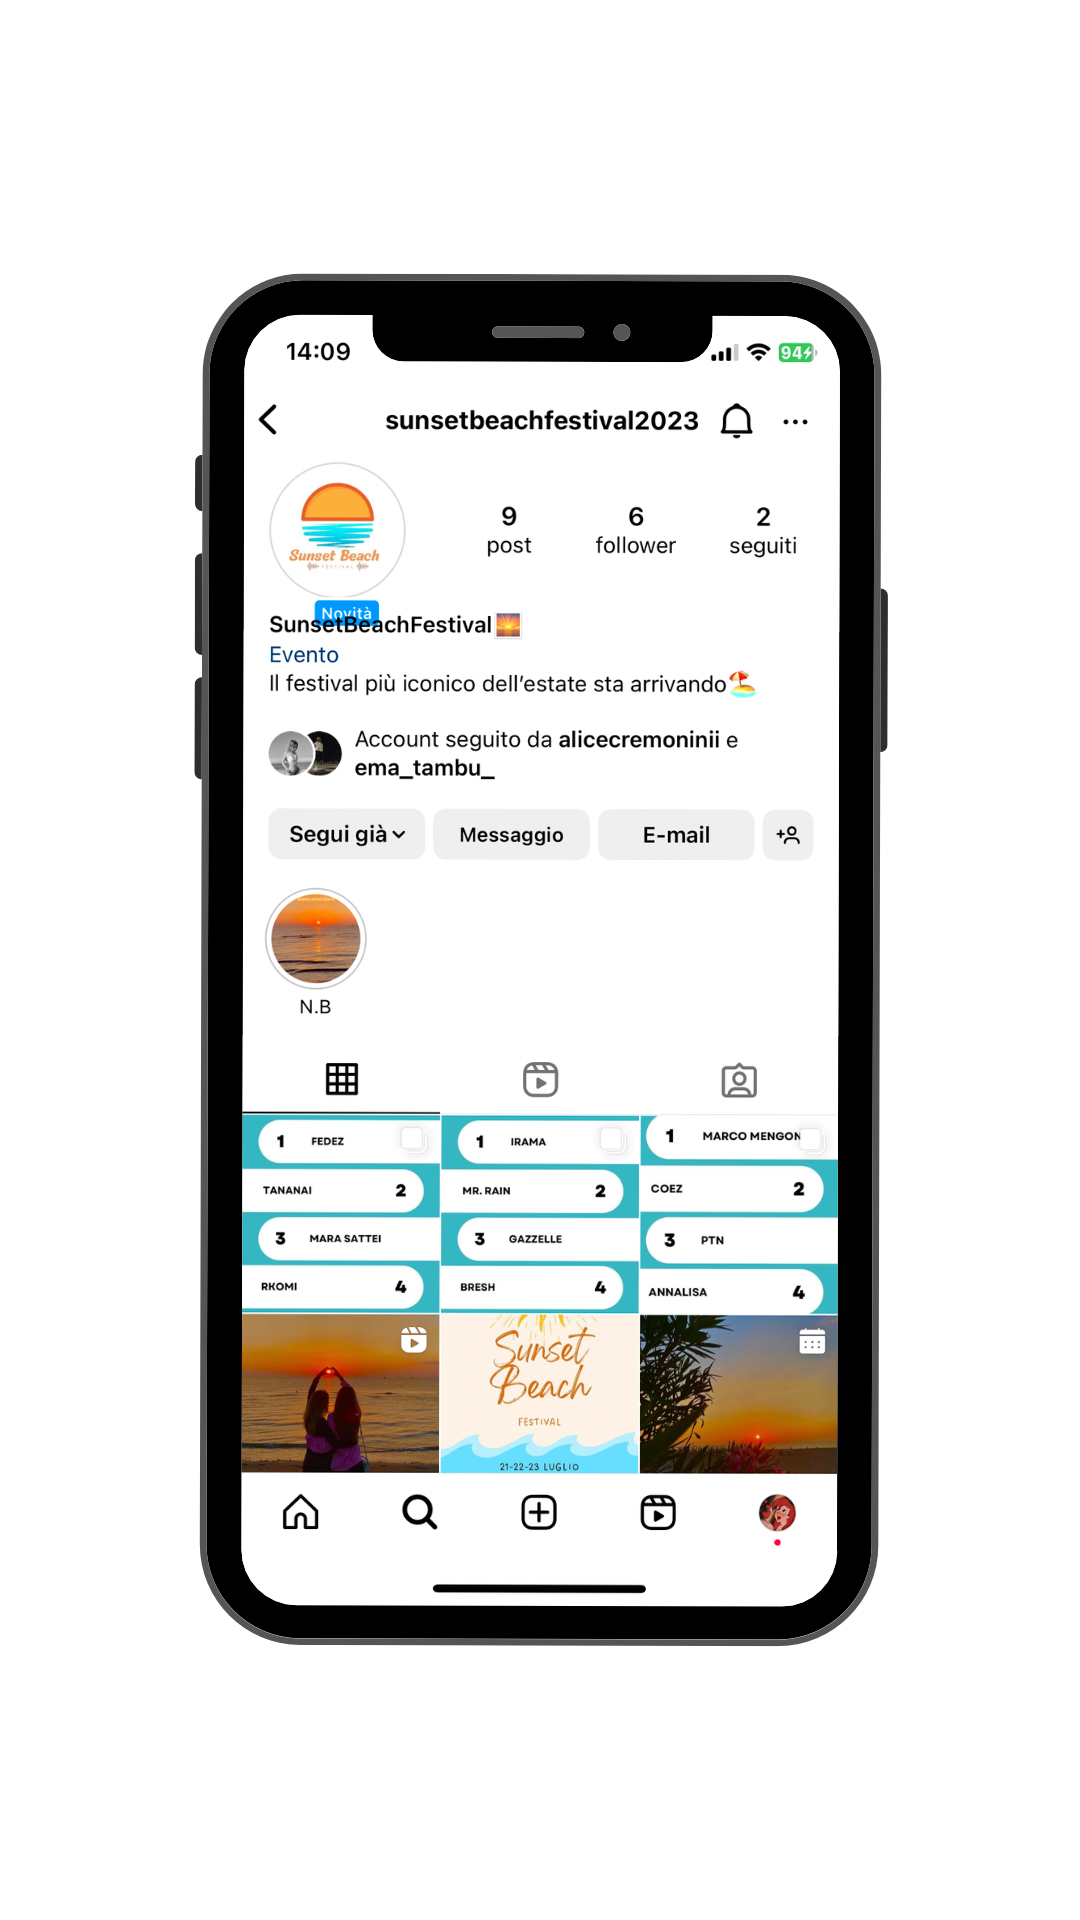 14:09
94
sunsetbeachfestival2023
Sunset Beach
FESTIVAL
9
post
6
follower
2
seguiti
Novità
SunsetBeachFestival🌅
Evento
Il festival più iconico dell'estate sta arrivando🏖️
Account seguito da alicecremoninii e
ema_tambu_
Segui già
Messaggio
E-mail
N.B
1 FEDEZ
TANANAI 2
3 MARA SATTEI
RKOMI 4
1 IRAMA
MR. RAIN 2
3 GAZZELLE
BRESH 4
1 MARCO MENGON
COEZ 2
3 PTN
ANNALISA 4
Sunset
Beach
FESTIVAL
21-22-23 LUGLIO